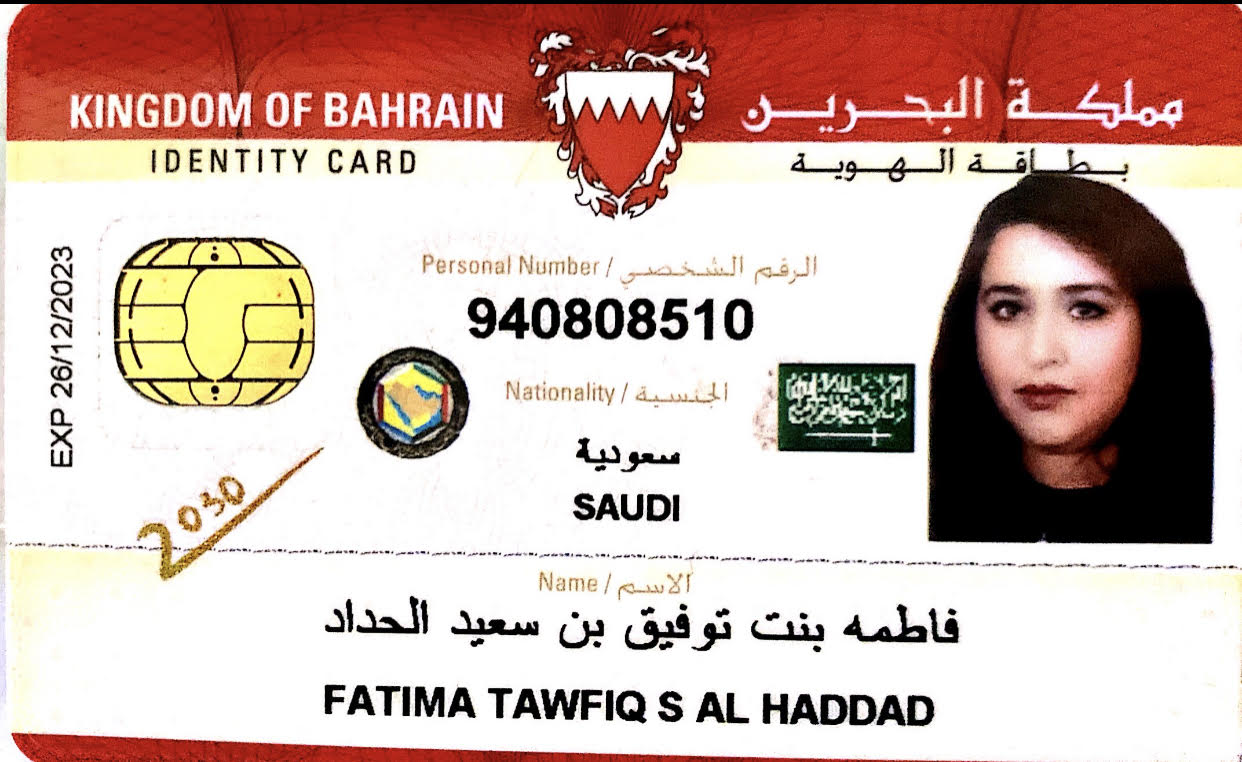 KINGDOM OF BAHRAIN مملكة البحرين
IDENTITY CARD بطاقة الهوية
EXP 26/12/2023
Personal Number / الرقم الشخصي
940808510
Nationality / الجنسية
سعودية
SAUDI
2030
Name / الاسم
فاطمه بنت توفيق بن سعيد الحداد
FATIMA TAWFIQ S AL HADDAD